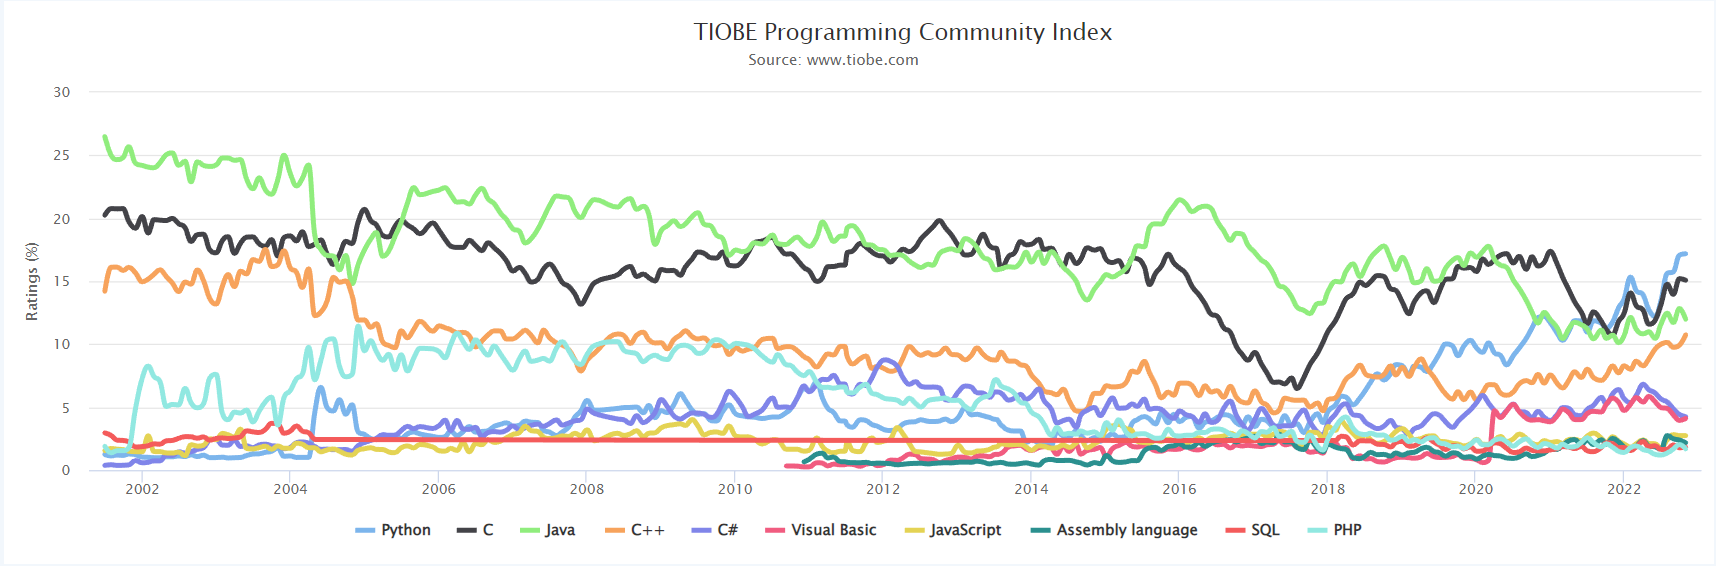 TIOBE Programming Community Index
Source: www.tiobe.com
Ratings (%)
30
25
20
15
10
5
0
2002 2004 2006 2008 2010 2012 2014 2016 2018 2020 2022
Python C Java C++ C# Visual Basic JavaScript Assembly language SQL PHP